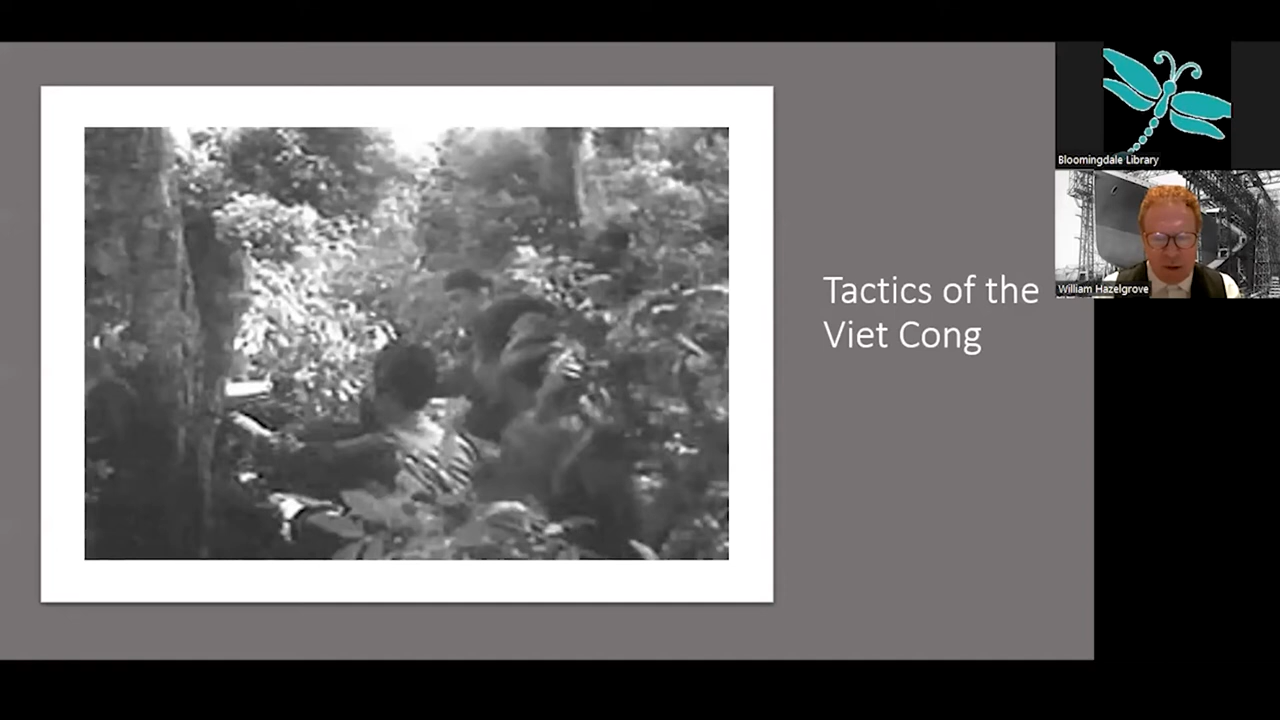 Tactics of the
Viet Cong
Bloomingdale Library
William Hazelgrove